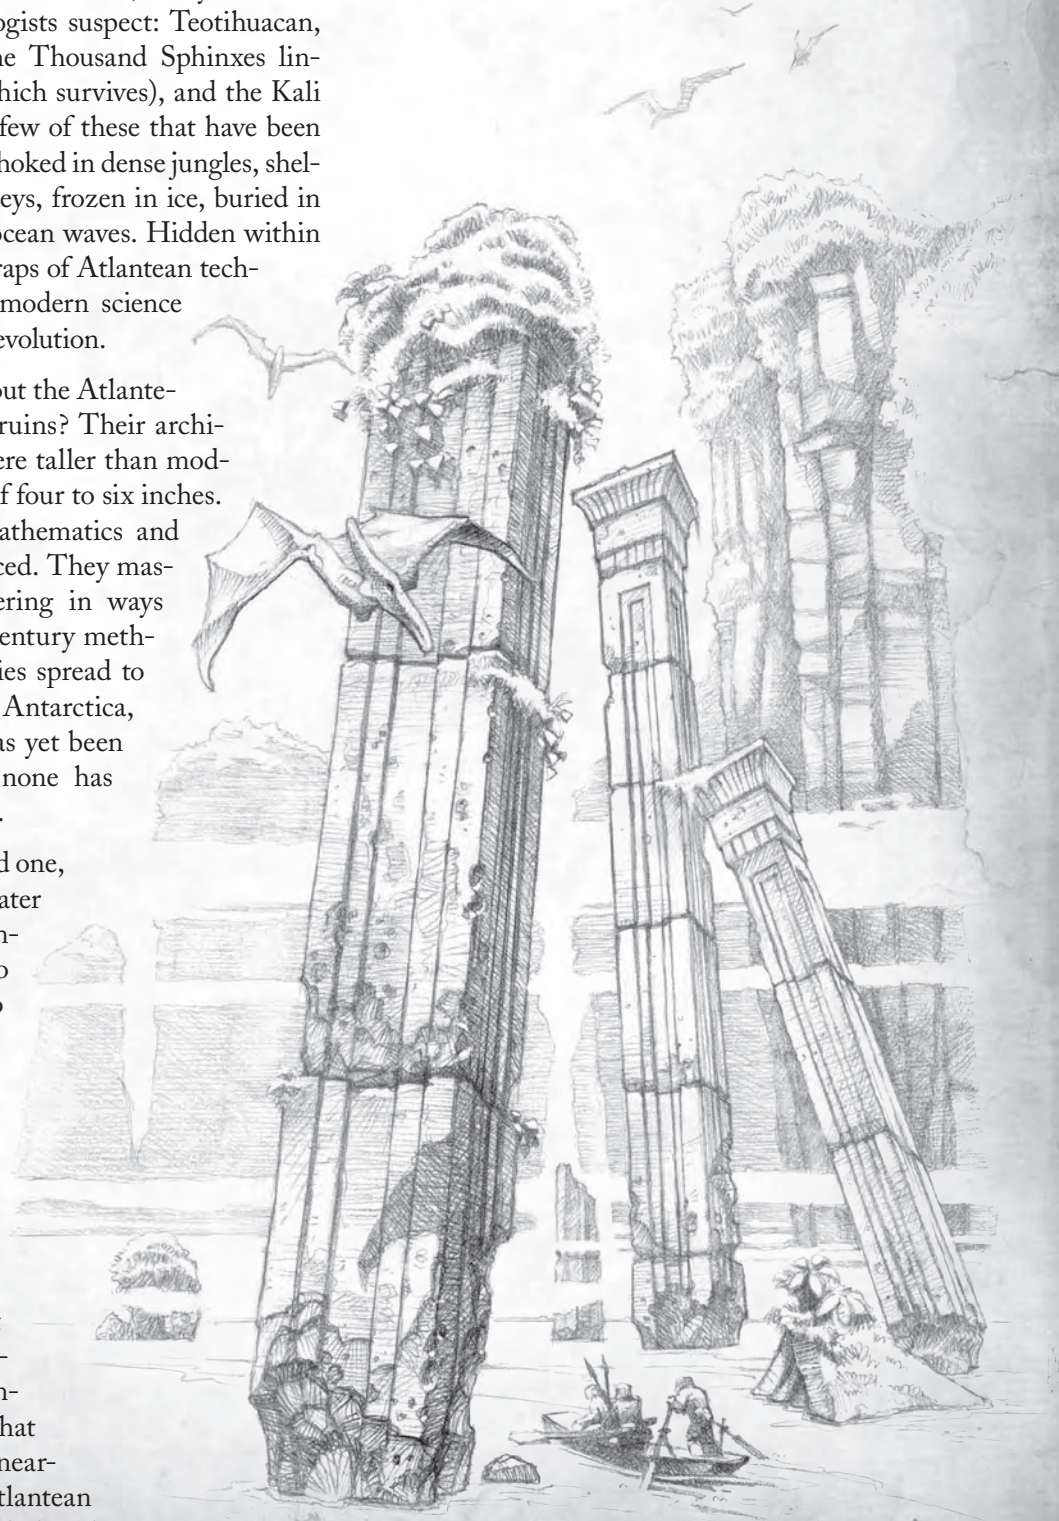 ogists suspect: Teotihuacan,
ne Thousand Sphinxes lin-
hich survives), and the Kali
few of these that have been
hoked in dense jungles, shel-
eys, frozen in ice, buried in
ocean waves. Hidden within
raps of Atlantean tech-
modern science
evolution.
out the Atlante-
ruins? Their archi-
ere taller than mod-
f four to six inches.
athematics and
ced. They mas-
ering in ways
entury meth-
ies spread to
Antarctica,
as yet been
none has
.
d one,
ater
n-
o
o
-
n-
hat
near-
tlantean